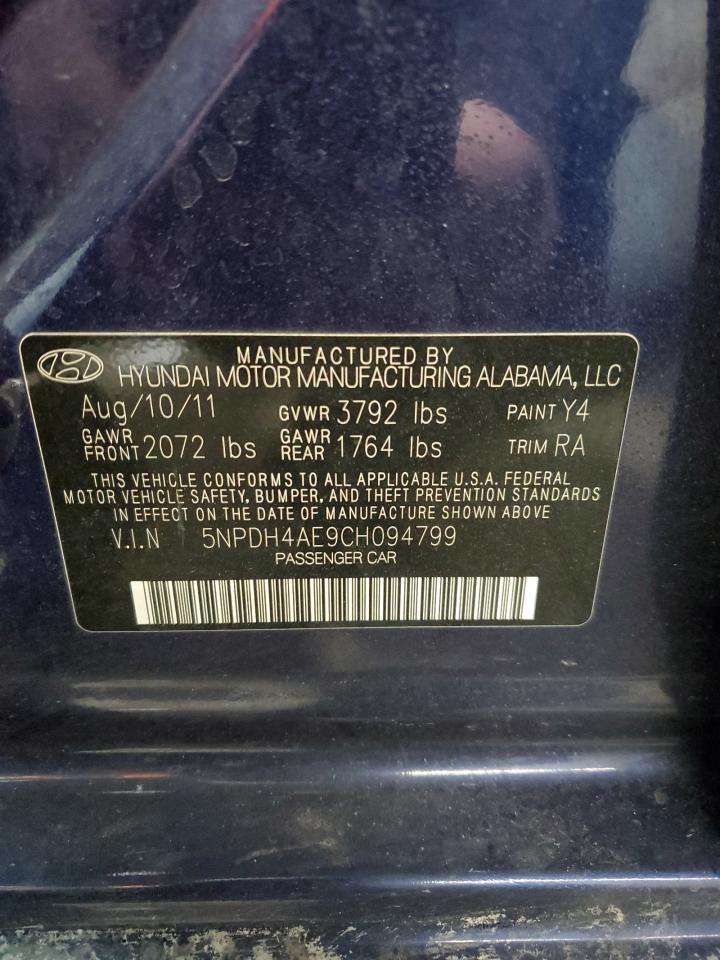 MANUFACTURED BY
HYUNDAI MOTOR MANUFACTURING ALABAMA, LLC
Aug/10/11 GVWR 3792 lbs PAINT Y4
GAWR FRONT 2072 lbs GAWR REAR 1764 lbs TRIM RA
THIS VEHICLE CONFORMS TO ALL APPLICABLE U.S.A. FEDERAL
MOTOR VEHICLE SAFETY, BUMPER, AND THEFT PREVENTION STANDARDS
IN EFFECT ON THE DATE OF MANUFACTURE SHOWN ABOVE
V.I.N 5NPDH4AE9CH094799
PASSENGER CAR